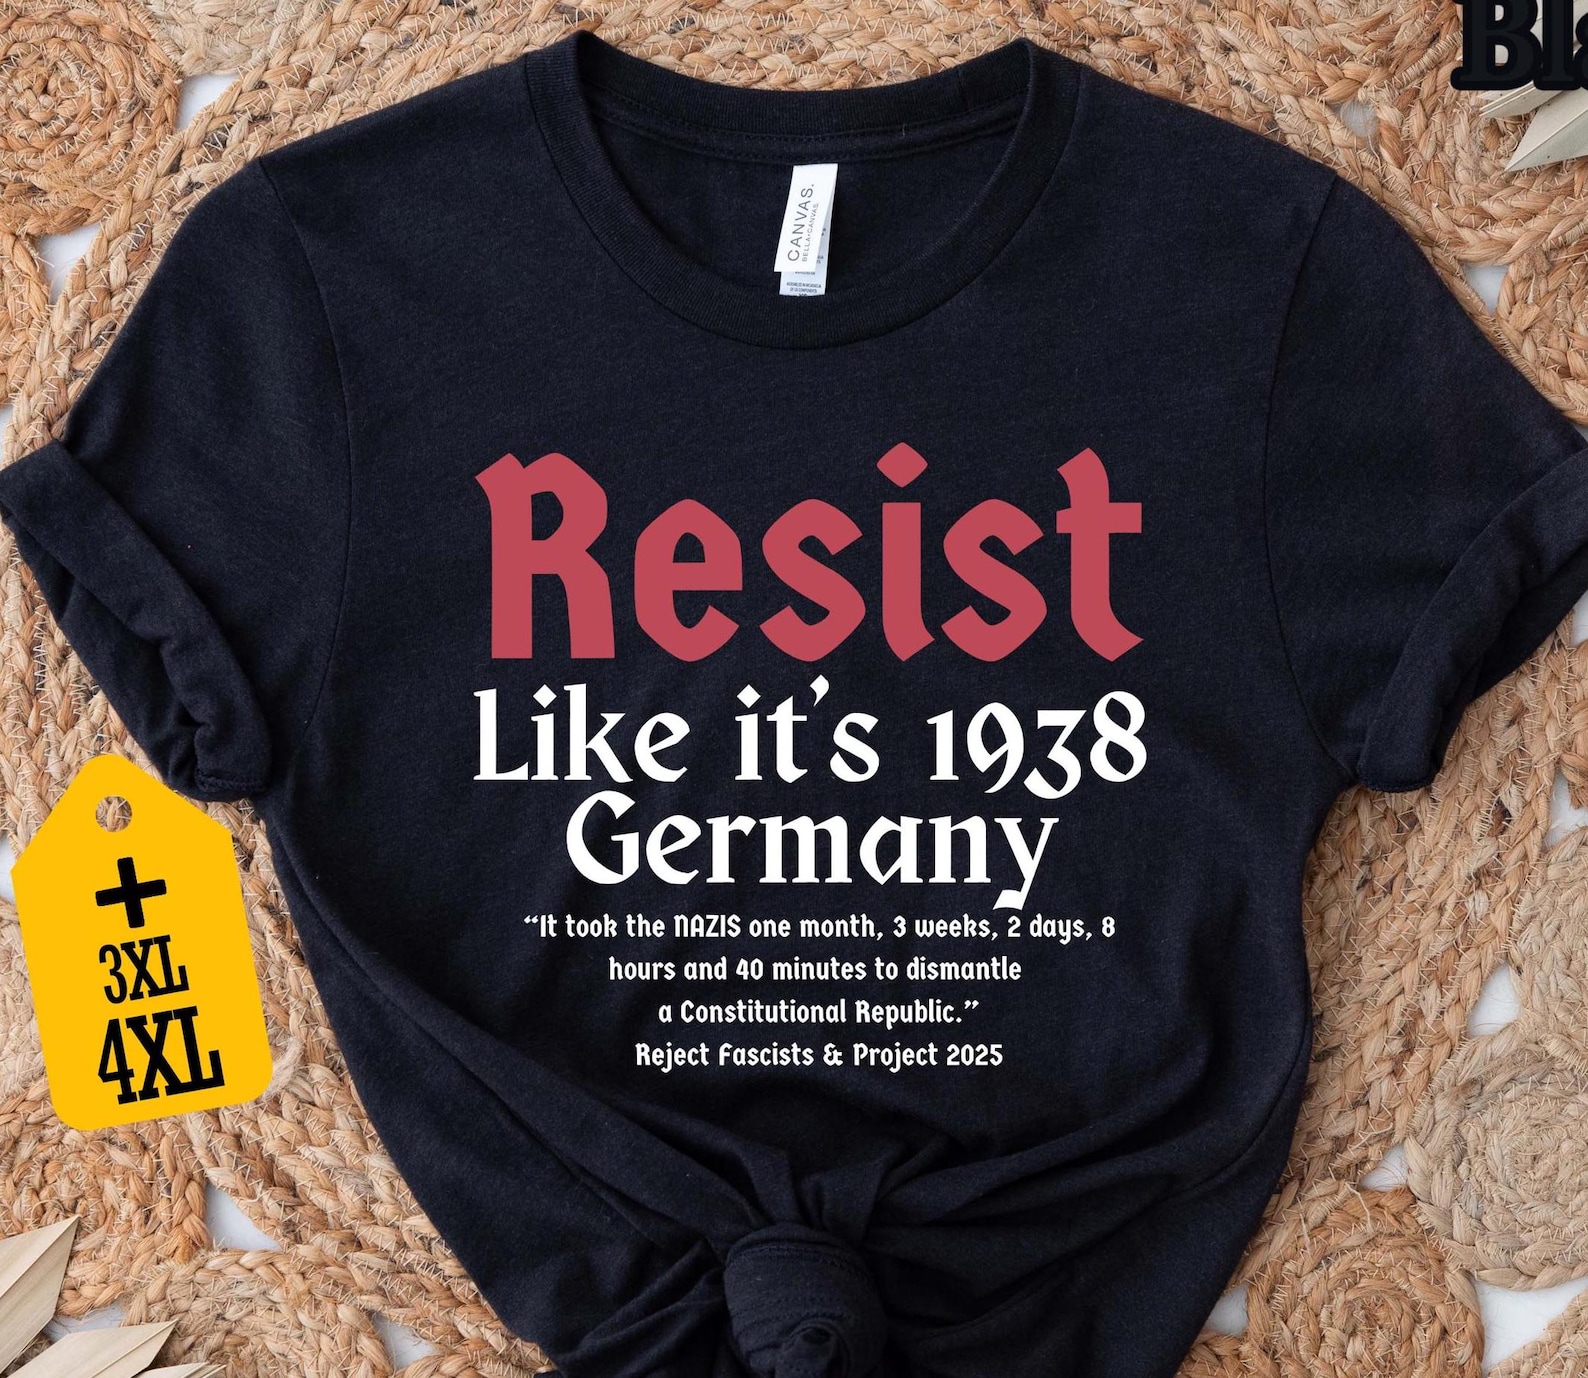 Bl
CANVAS.
BELLA+CANVAS.
Resist
Like it's 1938
Germany
“It took the NAZIS one month, 3 weeks, 2 days, 8
hours and 40 minutes to dismantle
a Constitutional Republic.”
Reject Fascists & Project 2025
+
3XL
4XL